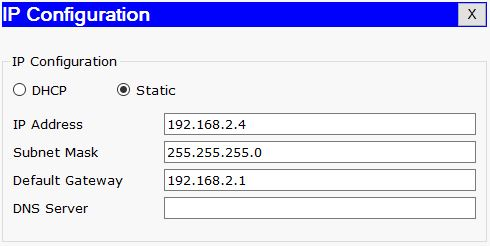 IP Configuration X
IP Configuration
DHCP Static
IP Address 192.168.2.4
Subnet Mask 255.255.255.0
Default Gateway 192.168.2.1
DNS Server